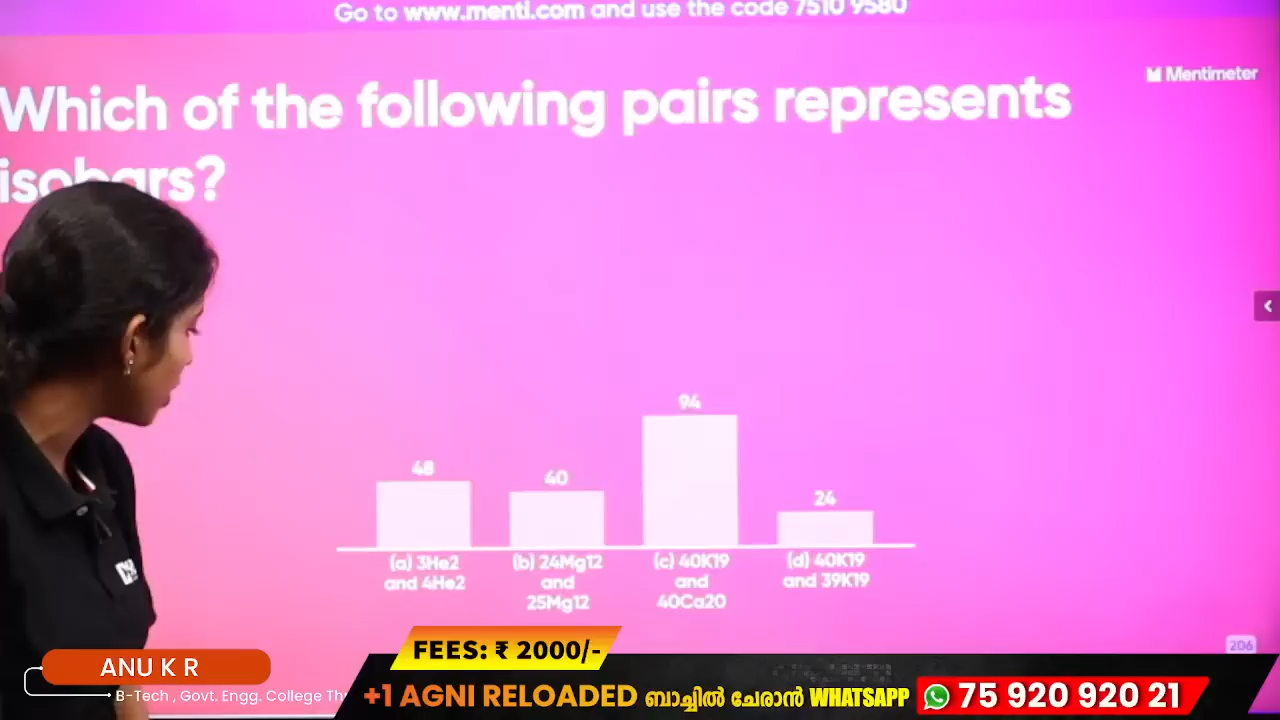 Go to www.menti.com and use the code 7510 9580
Mentimeter
Which of the following pairs represents
isobars?
94
48
40
24
(a) 3He2
and 4He2
(b) 24Mg12
and
25Mg12
(c) 40K19
and
40Ca20
(d) 40K19
and 39K19
206
FEES: ₹ 2000/-
ANU K R
B-Tech , Govt. Engg. College Th
+1 AGNI RELOADED ബാച്ചിൽ ചേരാൻ WHATSAPP 75 920 920 21